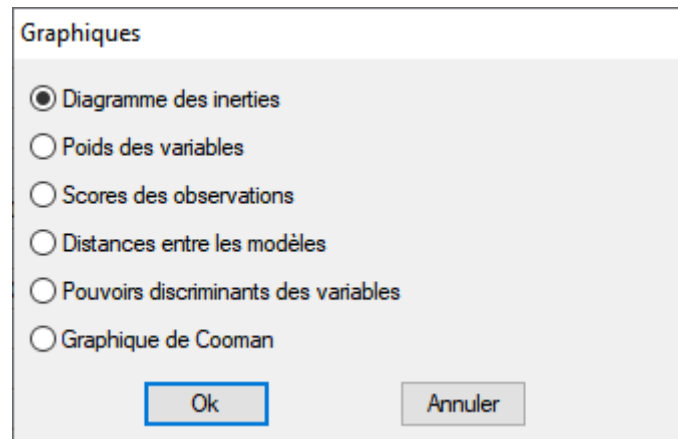 Graphiques
Diagramme des inerties
Poids des variables
Scores des observations
Distances entre les modèles
Pouvoirs discriminants des variables
Graphique de Cooman
Ok
Annuler